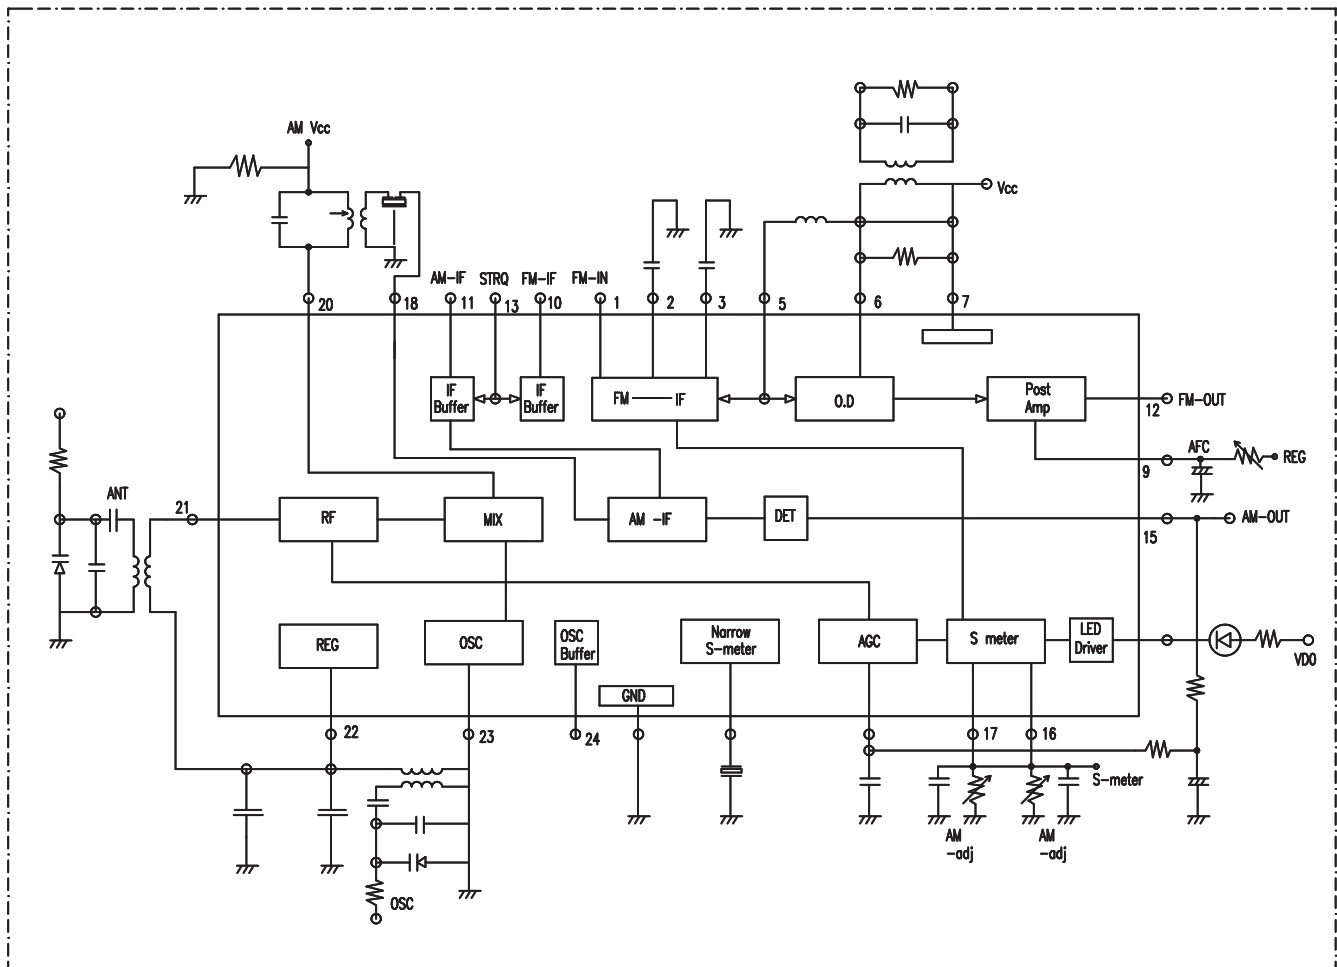 AM Vcc
Vcc
AM-IF
STRQ
FM-IF
FM-IN
20
18
11
13
10
1
2
3
5
6
7
IF
Buffer
IF
Buffer
FM IF
O.D
Post
Amp
12
FM-OUT
AFC
9
REG
ANT
21
RF
MIX
AM -IF
DET
15
AM-OUT
REG
OSC
OSC
Buffer
Narrow
S-meter
AGC
S meter
LED
Driver
VDO
GND
22
23
24
17
16
S-meter
AM
-adj
AM
-adj
OSC